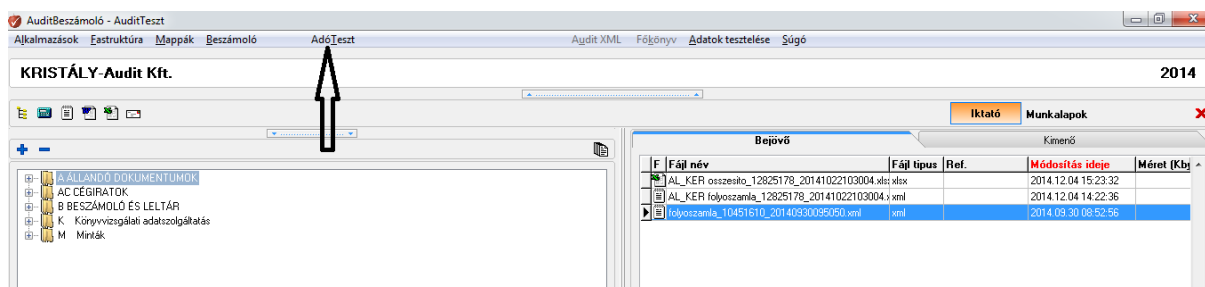 AuditBeszámoló - AuditTeszt
Alkalmazások Fastruktúra Mappák Beszámoló AdóTeszt Audit XML Főkönyv Adatok tesztelése Súgó
KRISTÁLY-Audit Kft. 2014
Iktató Munkalapok
Bejövő Kimenő
F Fájl név Fájl tipus Ref. Módosítás ideje Méret (Kby
AL_KER osszesito_12825178_20141022103004.xls: xlsx 2014.12.04 15:23:32
AL_KER folyoszamla_12825178_20141022103004.x xml 2014.12.04 14:22:36
folyoszamla_10451610_20140930095050.xml xml 2014.09.30 08:52:56
A ÁLLANDÓ DOKUMENTUMOK
AC CÉGIRATOK
B BESZÁMOLÓ ÉS LELTÁR
K Könyvvizsgálati adatszolgáltatás
M Minták